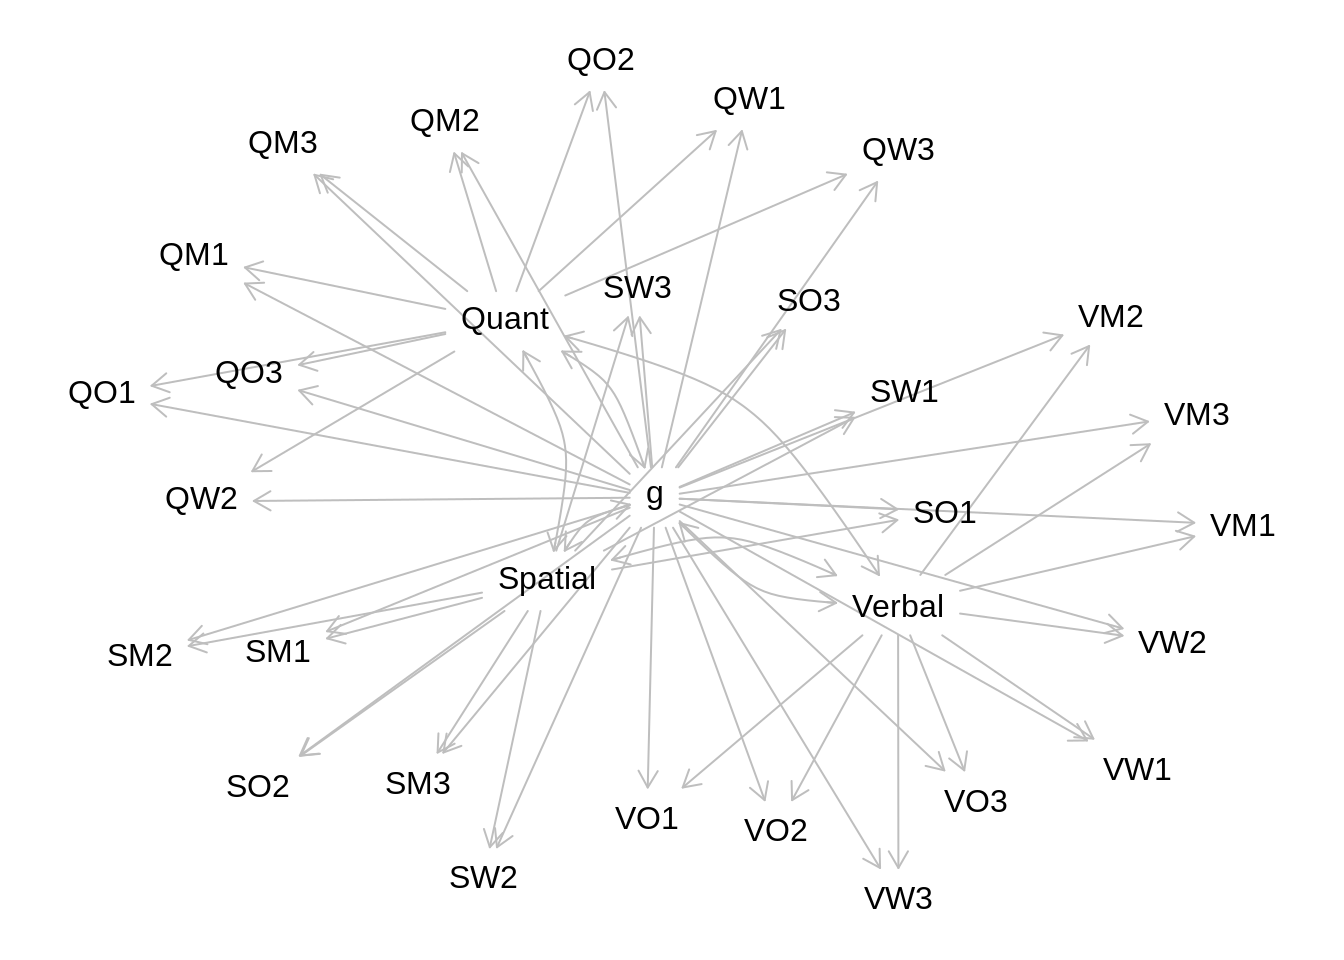 QO2
QW1
QM2
QM3
QW3
QM1
SW3
SO3
VM2
Quant
QO3
QO1
SW1
VM3
g
QW2
SO1
VM1
Spatial
Verbal
VW2
SM1
SM2
VW1
SM3
SO2
VO3
VO1
VO2
SW2
VW3